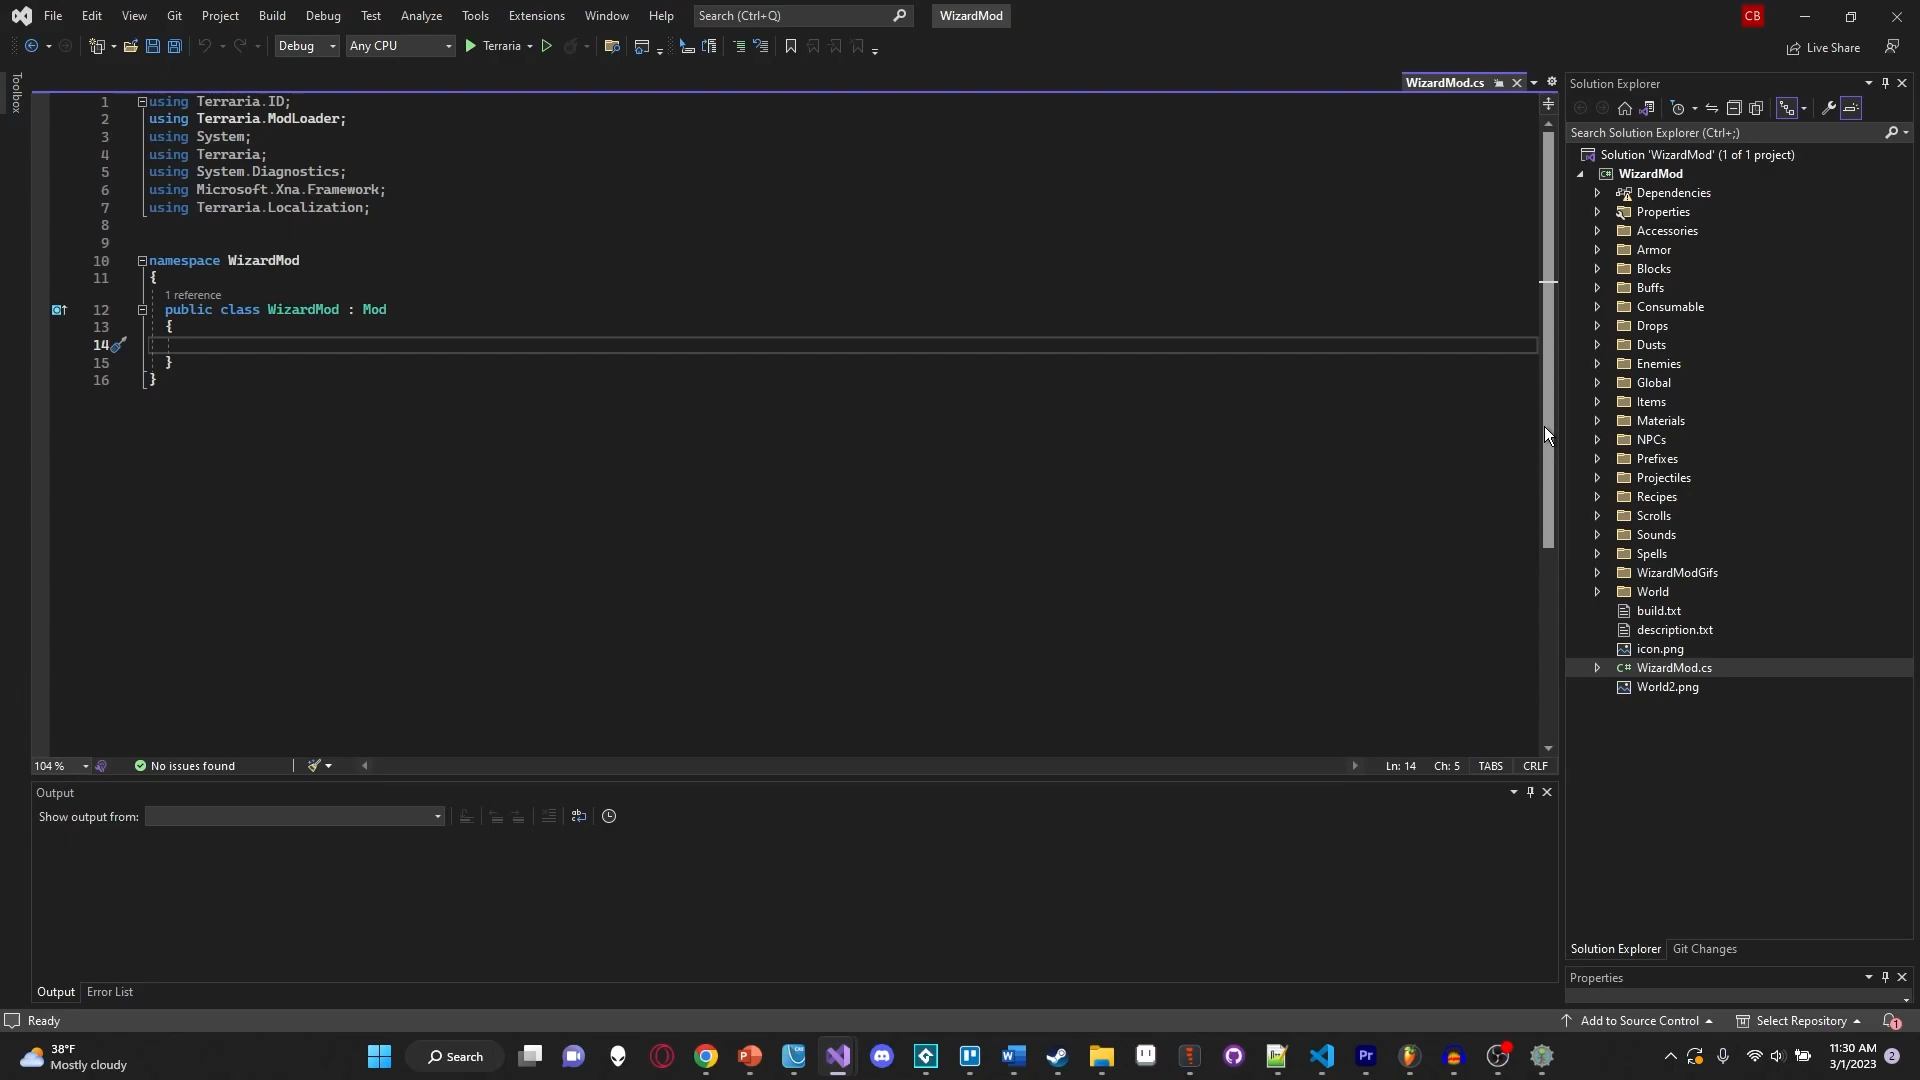 File Edit View Git Project Build Debug Test Analyze Tools Extensions Window Help Search (Ctrl+Q) WizardMod CB
Debug Any CPU Terraria Live Share
Toolbox
WizardMod.cs
1 using Terraria.ID;
2 using Terraria.ModLoader;
3 using System;
4 using Terraria;
5 using System.Diagnostics;
6 using Microsoft.Xna.Framework;
7 using Terraria.Localization;
8
9
10 namespace WizardMod
11 {
1 reference
12 public class WizardMod : Mod
13 {
14
15 }
16 }
104 % No issues found Ln: 14 Ch: 5 TABS CRLF
Output
Show output from:
Output Error List
Solution Explorer
Search Solution Explorer (Ctrl+;)
Solution 'WizardMod' (1 of 1 project)
C# WizardMod
Dependencies
Properties
Accessories
Armor
Blocks
Buffs
Consumable
Drops
Dusts
Enemies
Global
Items
Materials
NPCs
Prefixes
Projectiles
Recipes
Scrolls
Sounds
Spells
WizardModGifs
World
build.txt
description.txt
icon.png
C# WizardMod.cs
World2.png
Solution Explorer Git Changes
Properties
Ready Add to Source Control Select Repository 1
38°F
Mostly cloudy
Search
11:30 AM
3/1/2023
2